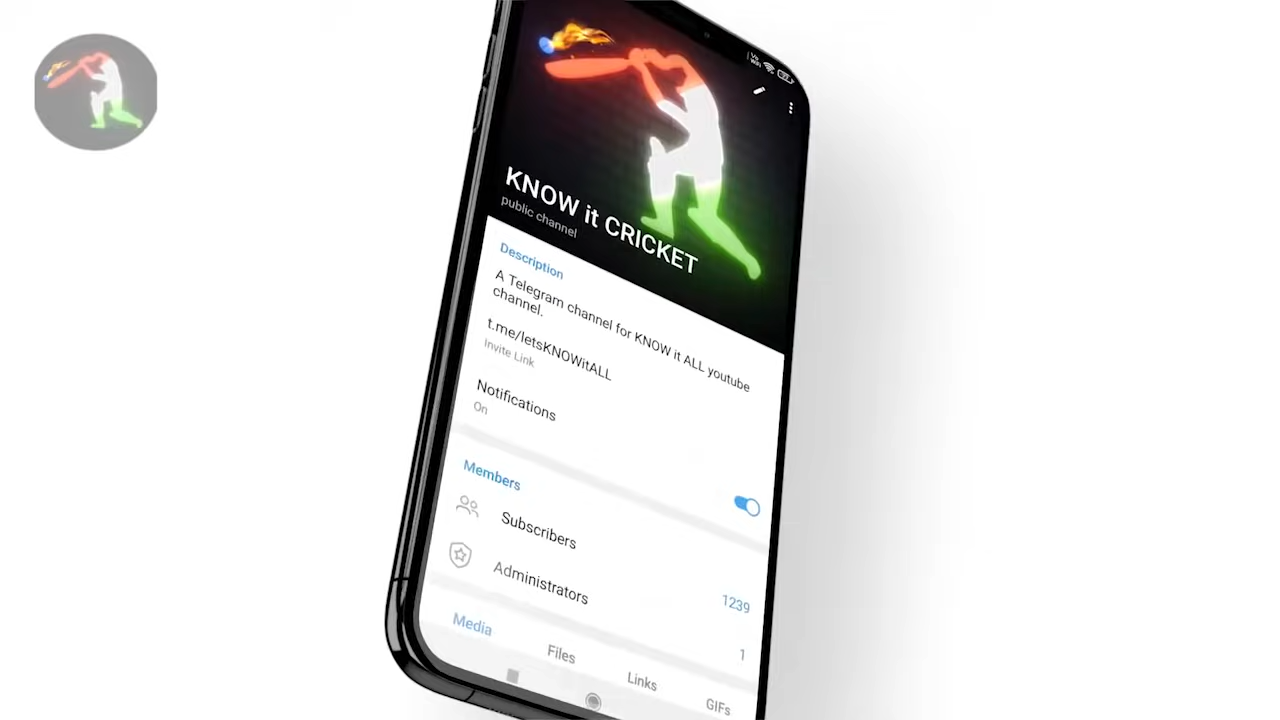 KNOW it CRICKET
public channel
Description
A Telegram channel for KNOW it ALL youtube
channel.
t.me/letsKNOWitALL
Invite Link
Notifications
On
Members
Subscribers
1239
Administrators
1
Media
Files
Links
GIFs